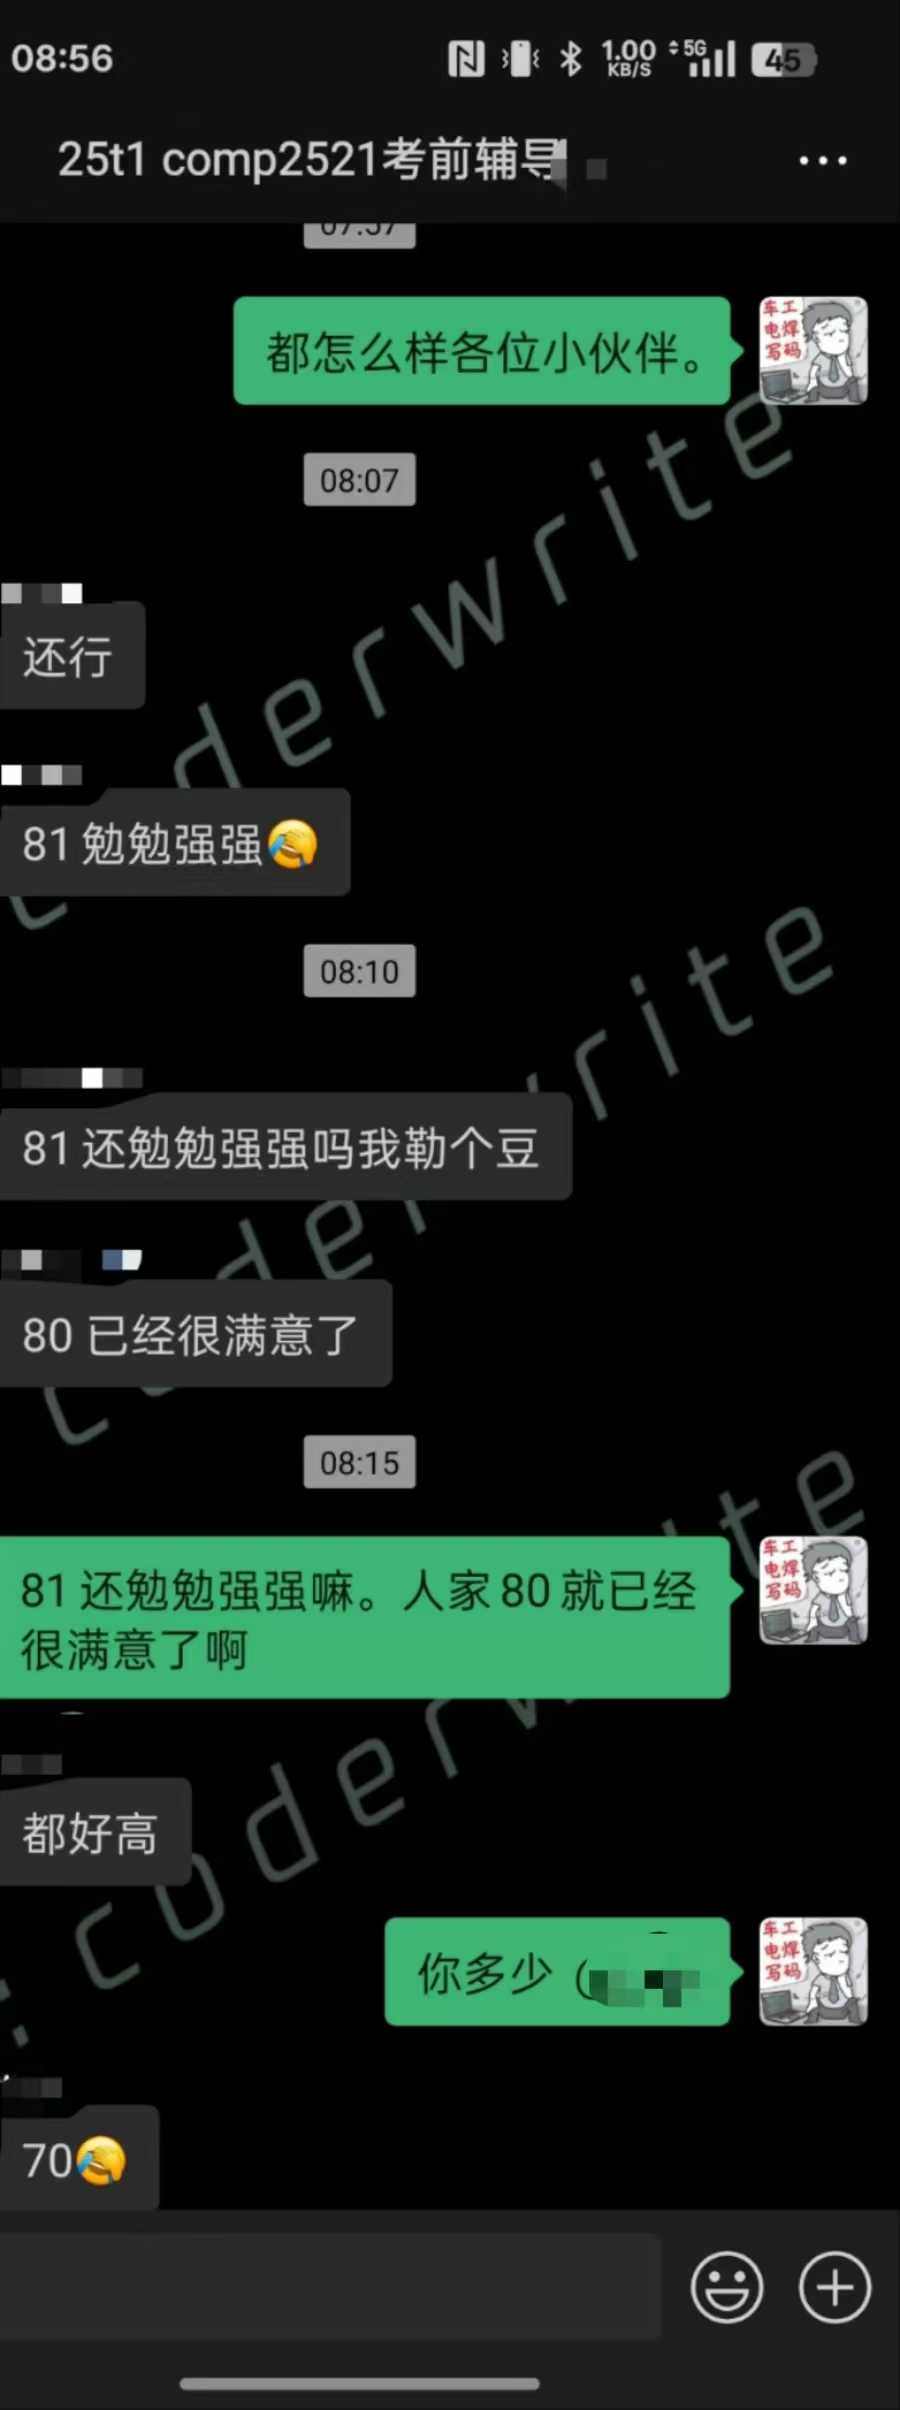 08:56
1.00
KB/S
5G
45
25t1 comp2521考前辅导
07:57
都怎么样各位小伙伴。
车工
电焊
写码
08:07
还行
81 勉勉强强
08:10
81 还勉勉强强吗我勒个豆
80 已经很满意了
08:15
81 还勉勉强强嘛。人家 80 就已经
很满意了啊
车工
电焊
写码
都好高
你多少（
车工
电焊
写码
70
coderwrite
coderwrite
coderwrite